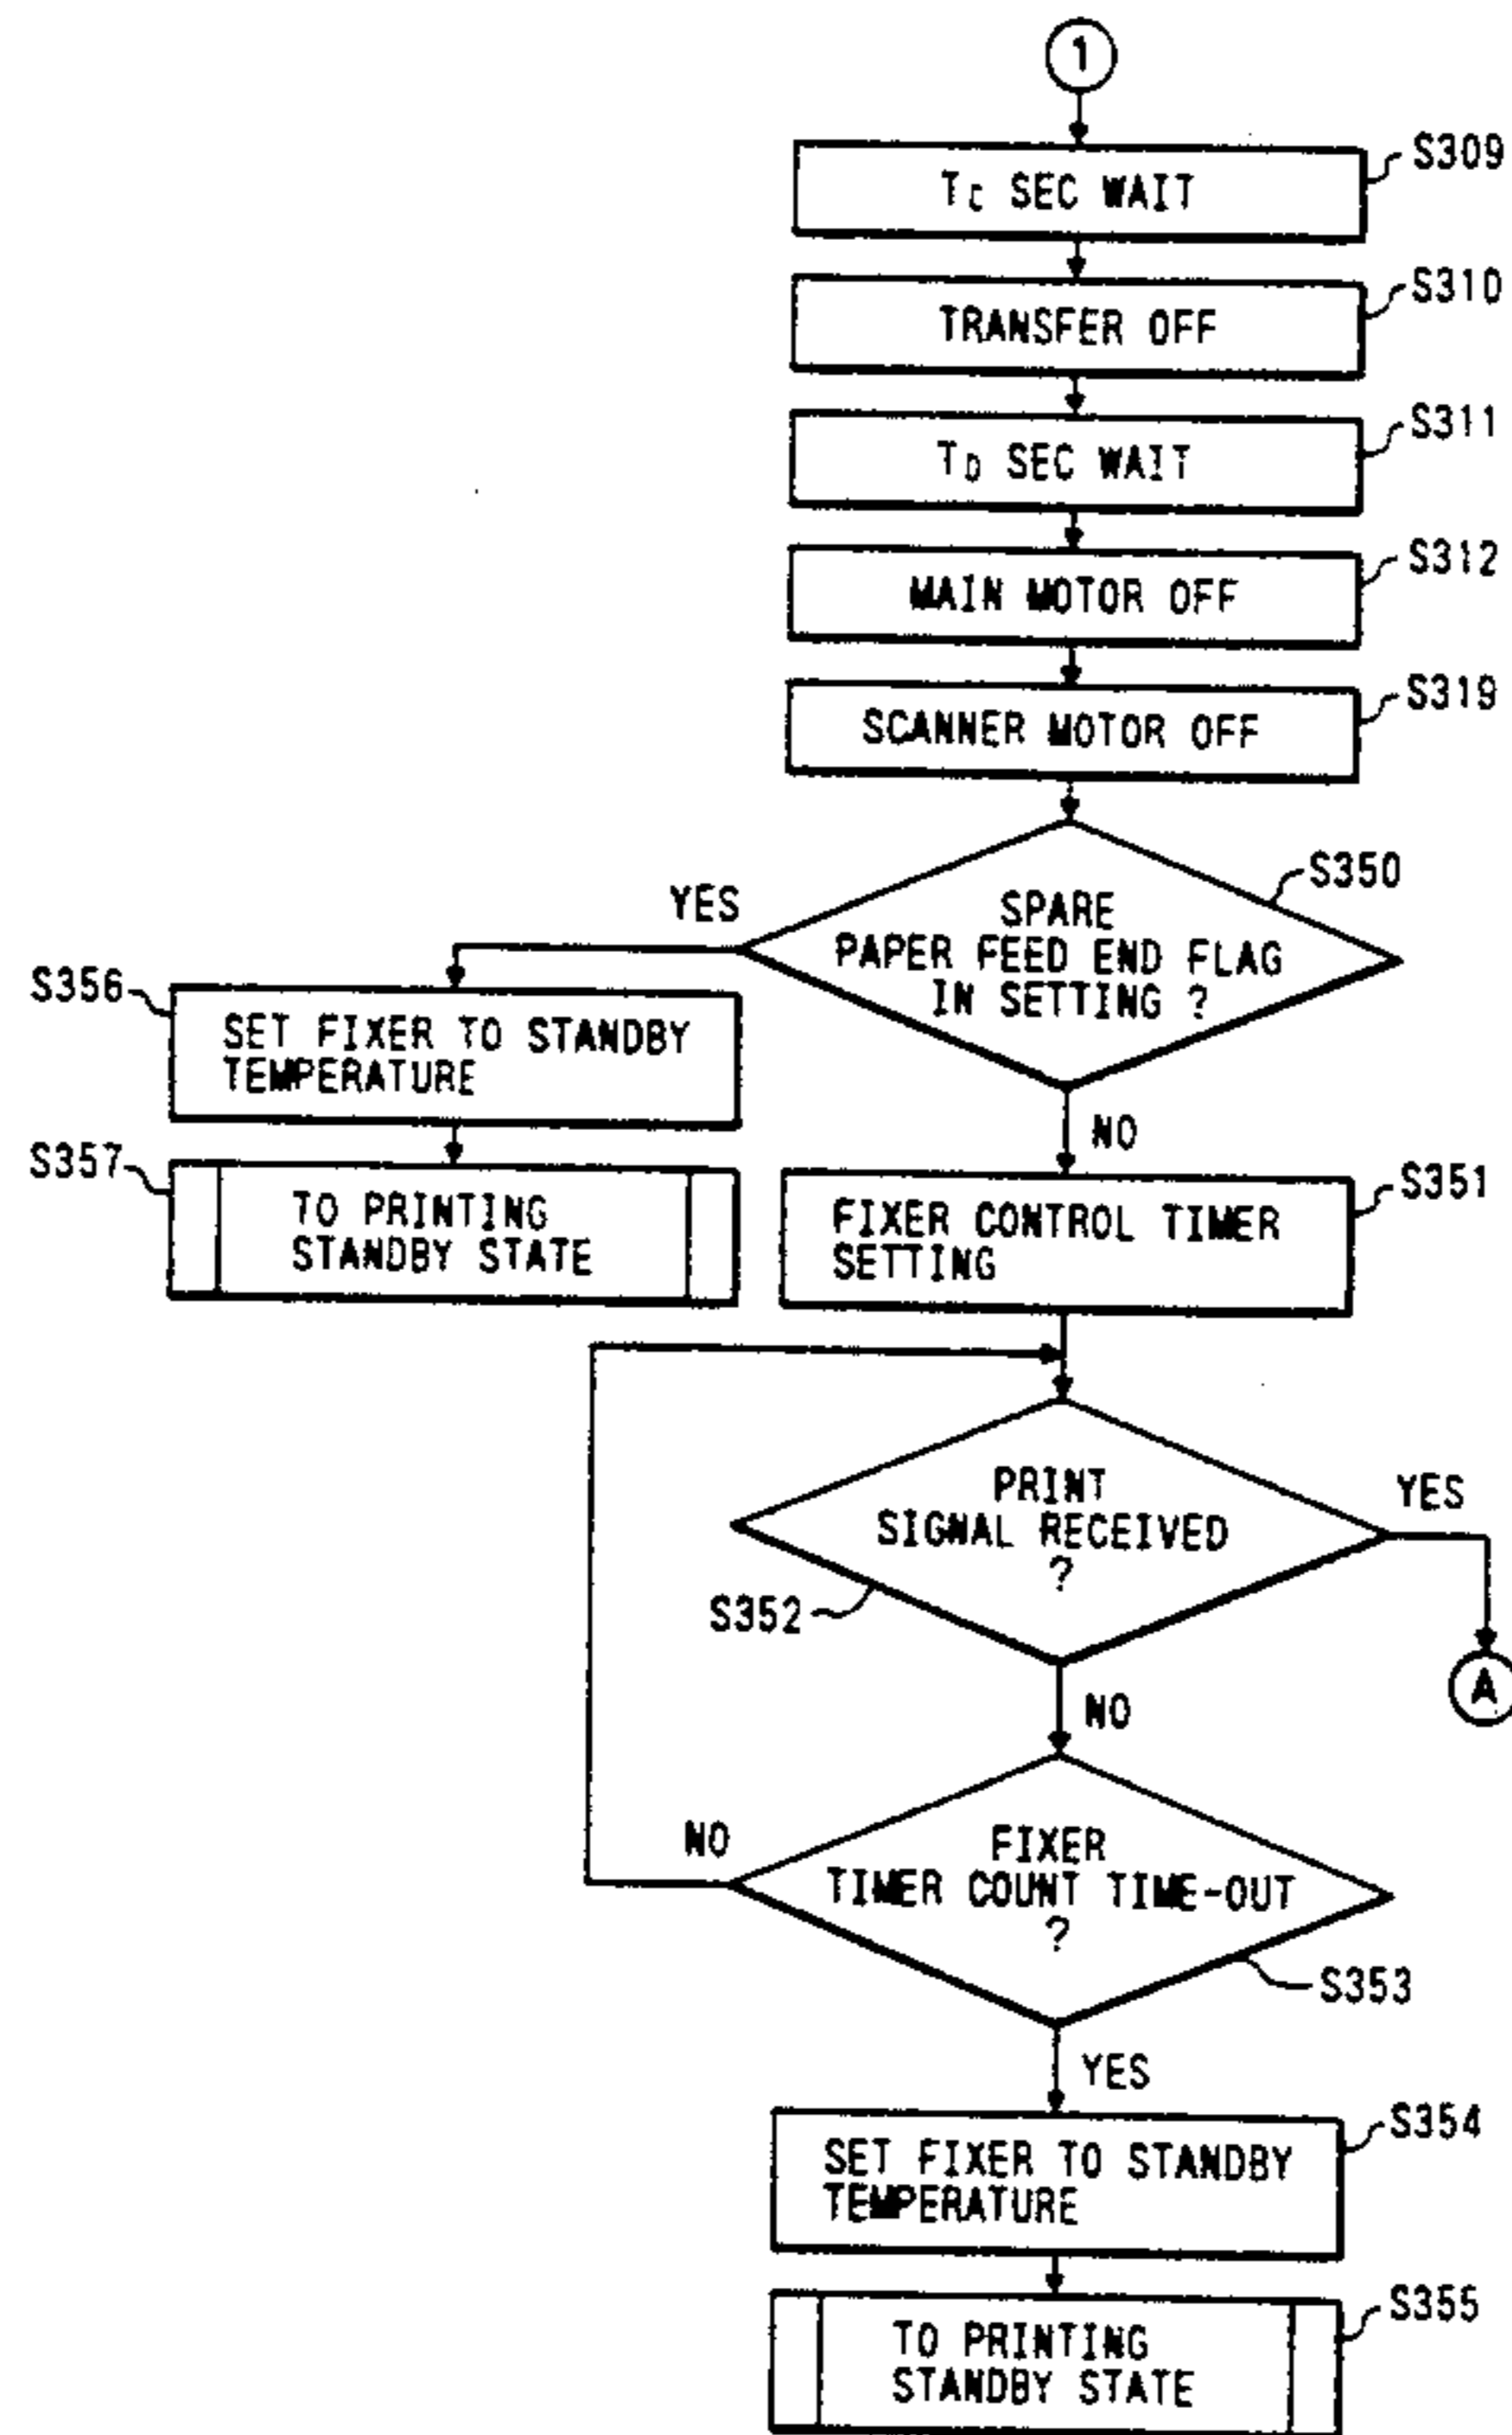 1
S309
Tc SEC WAIT
S310
TRANSFER OFF
S311
TD SEC WAIT
S312
MAIN MOTOR OFF
S319
SCANNER MOTOR OFF
S350
YES
SPARE
PAPER FEED END FLAG
IN SETTING ?
S356
SET FIXER TO STANDBY
TEMPERATURE
NO
S357
TO PRINTING
STANDBY STATE
S351
FIXER CONTROL TIMER
SETTING
PRINT
SIGNAL RECEIVED
?
YES
S352
A
NO
NO
FIXER
TIMER COUNT TIME-OUT
?
S353
YES
S354
SET FIXER TO STANDBY
TEMPERATURE
S355
TO PRINTING
STANDBY STATE